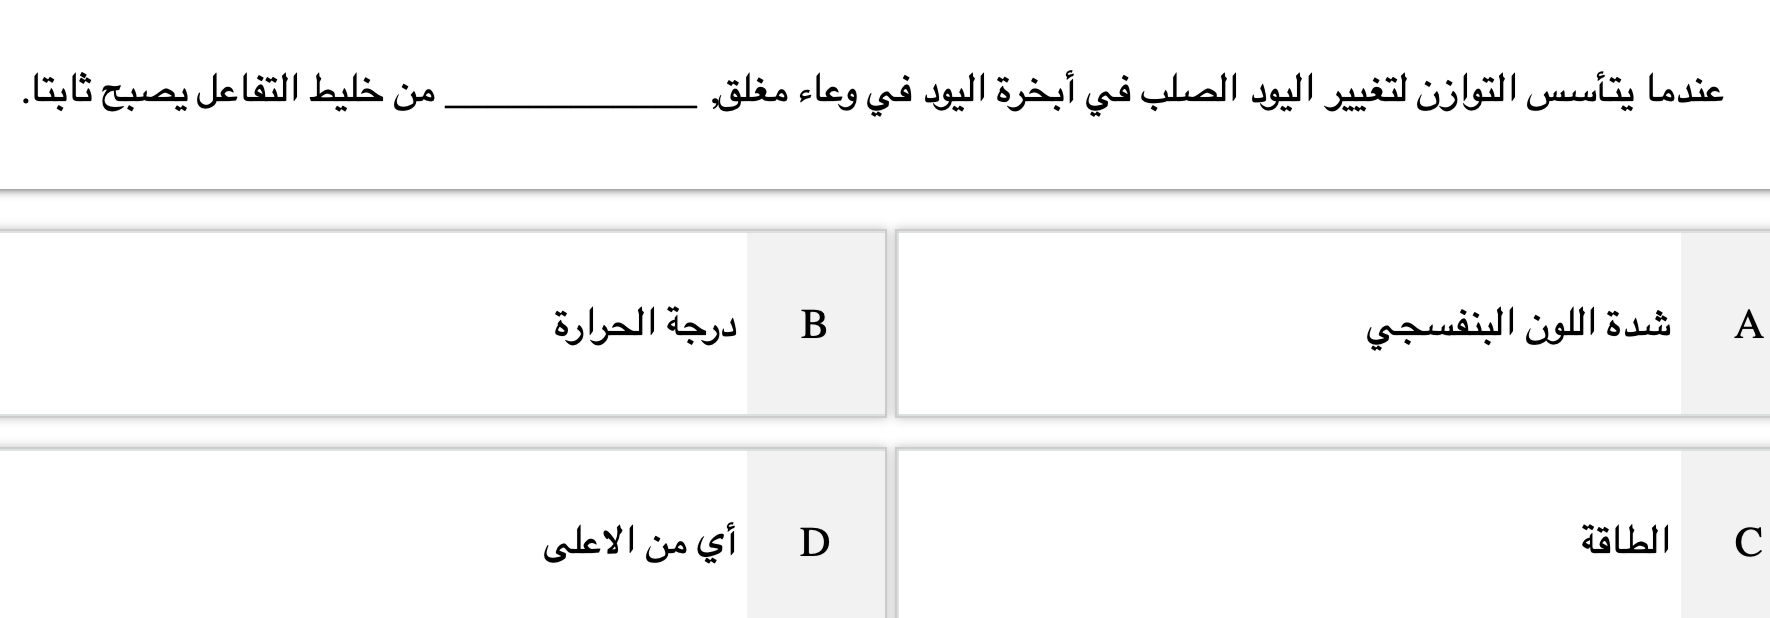 عندما يتأسس التوازن لتغيير اليود الصلب في أبخرة اليود في وعاء مغلق, ____________ من خليط التفاعل يصبح ثابتا.
A شدة اللون البنفسجي
B درجة الحرارة
C الطاقة
D أي من الاعلى